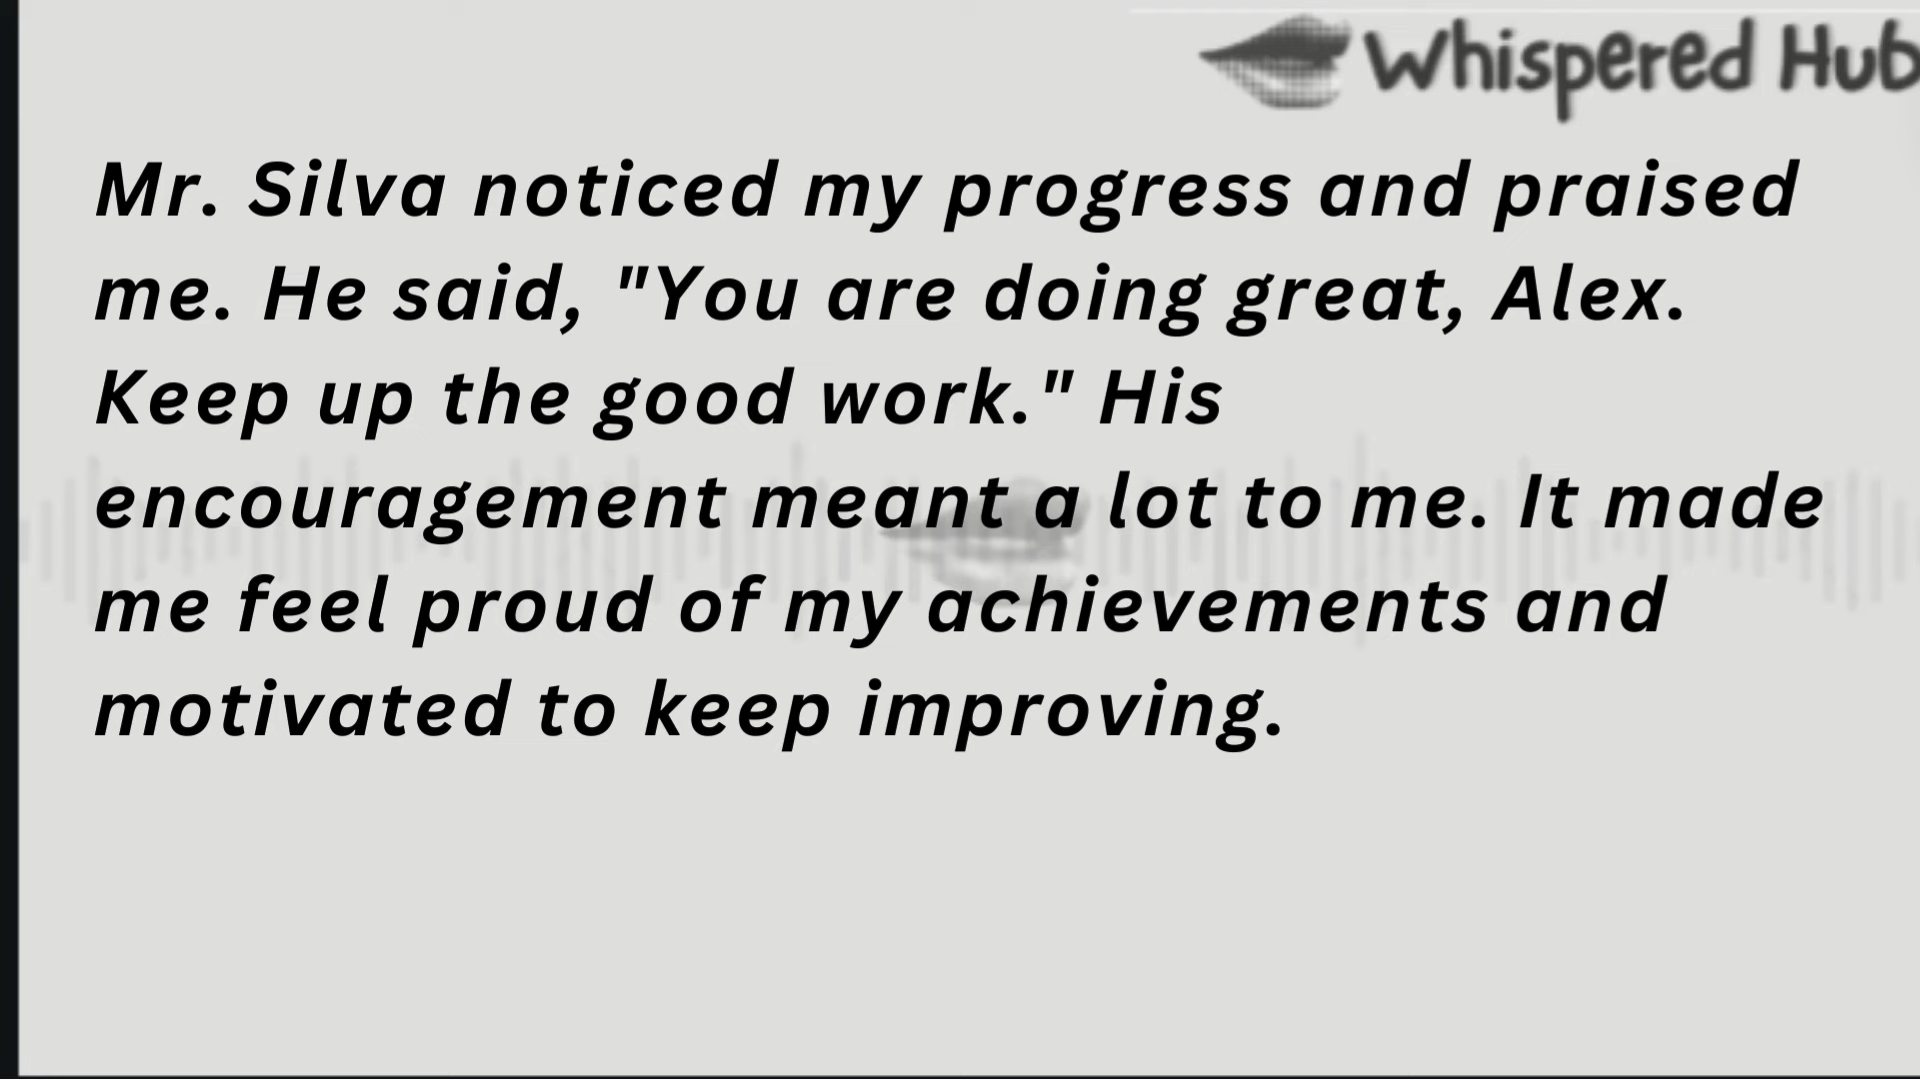 Whispered Hub
Mr. Silva noticed my progress and praised
me. He said, "You are doing great, Alex.
Keep up the good work." His
encouragement meant a lot to me. It made
me feel proud of my achievements and
motivated to keep improving.